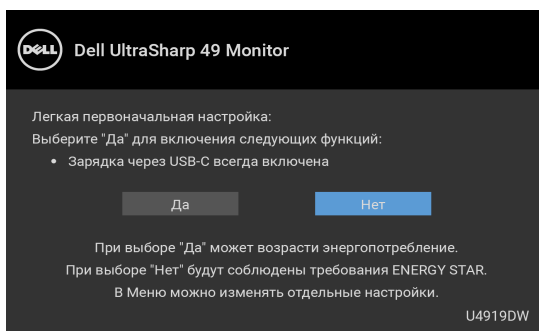 DELL Dell UltraSharp 49 Monitor
Легкая первоначальная настройка:
Выберите "Да" для включения следующих функций:
• Зарядка через USB-C всегда включена
Да Нет
При выборе "Да" может возрасти энергопотребление.
При выборе "Нет" будут соблюдены требования ENERGY STAR.
В Меню можно изменять отдельные настройки.
U4919DW